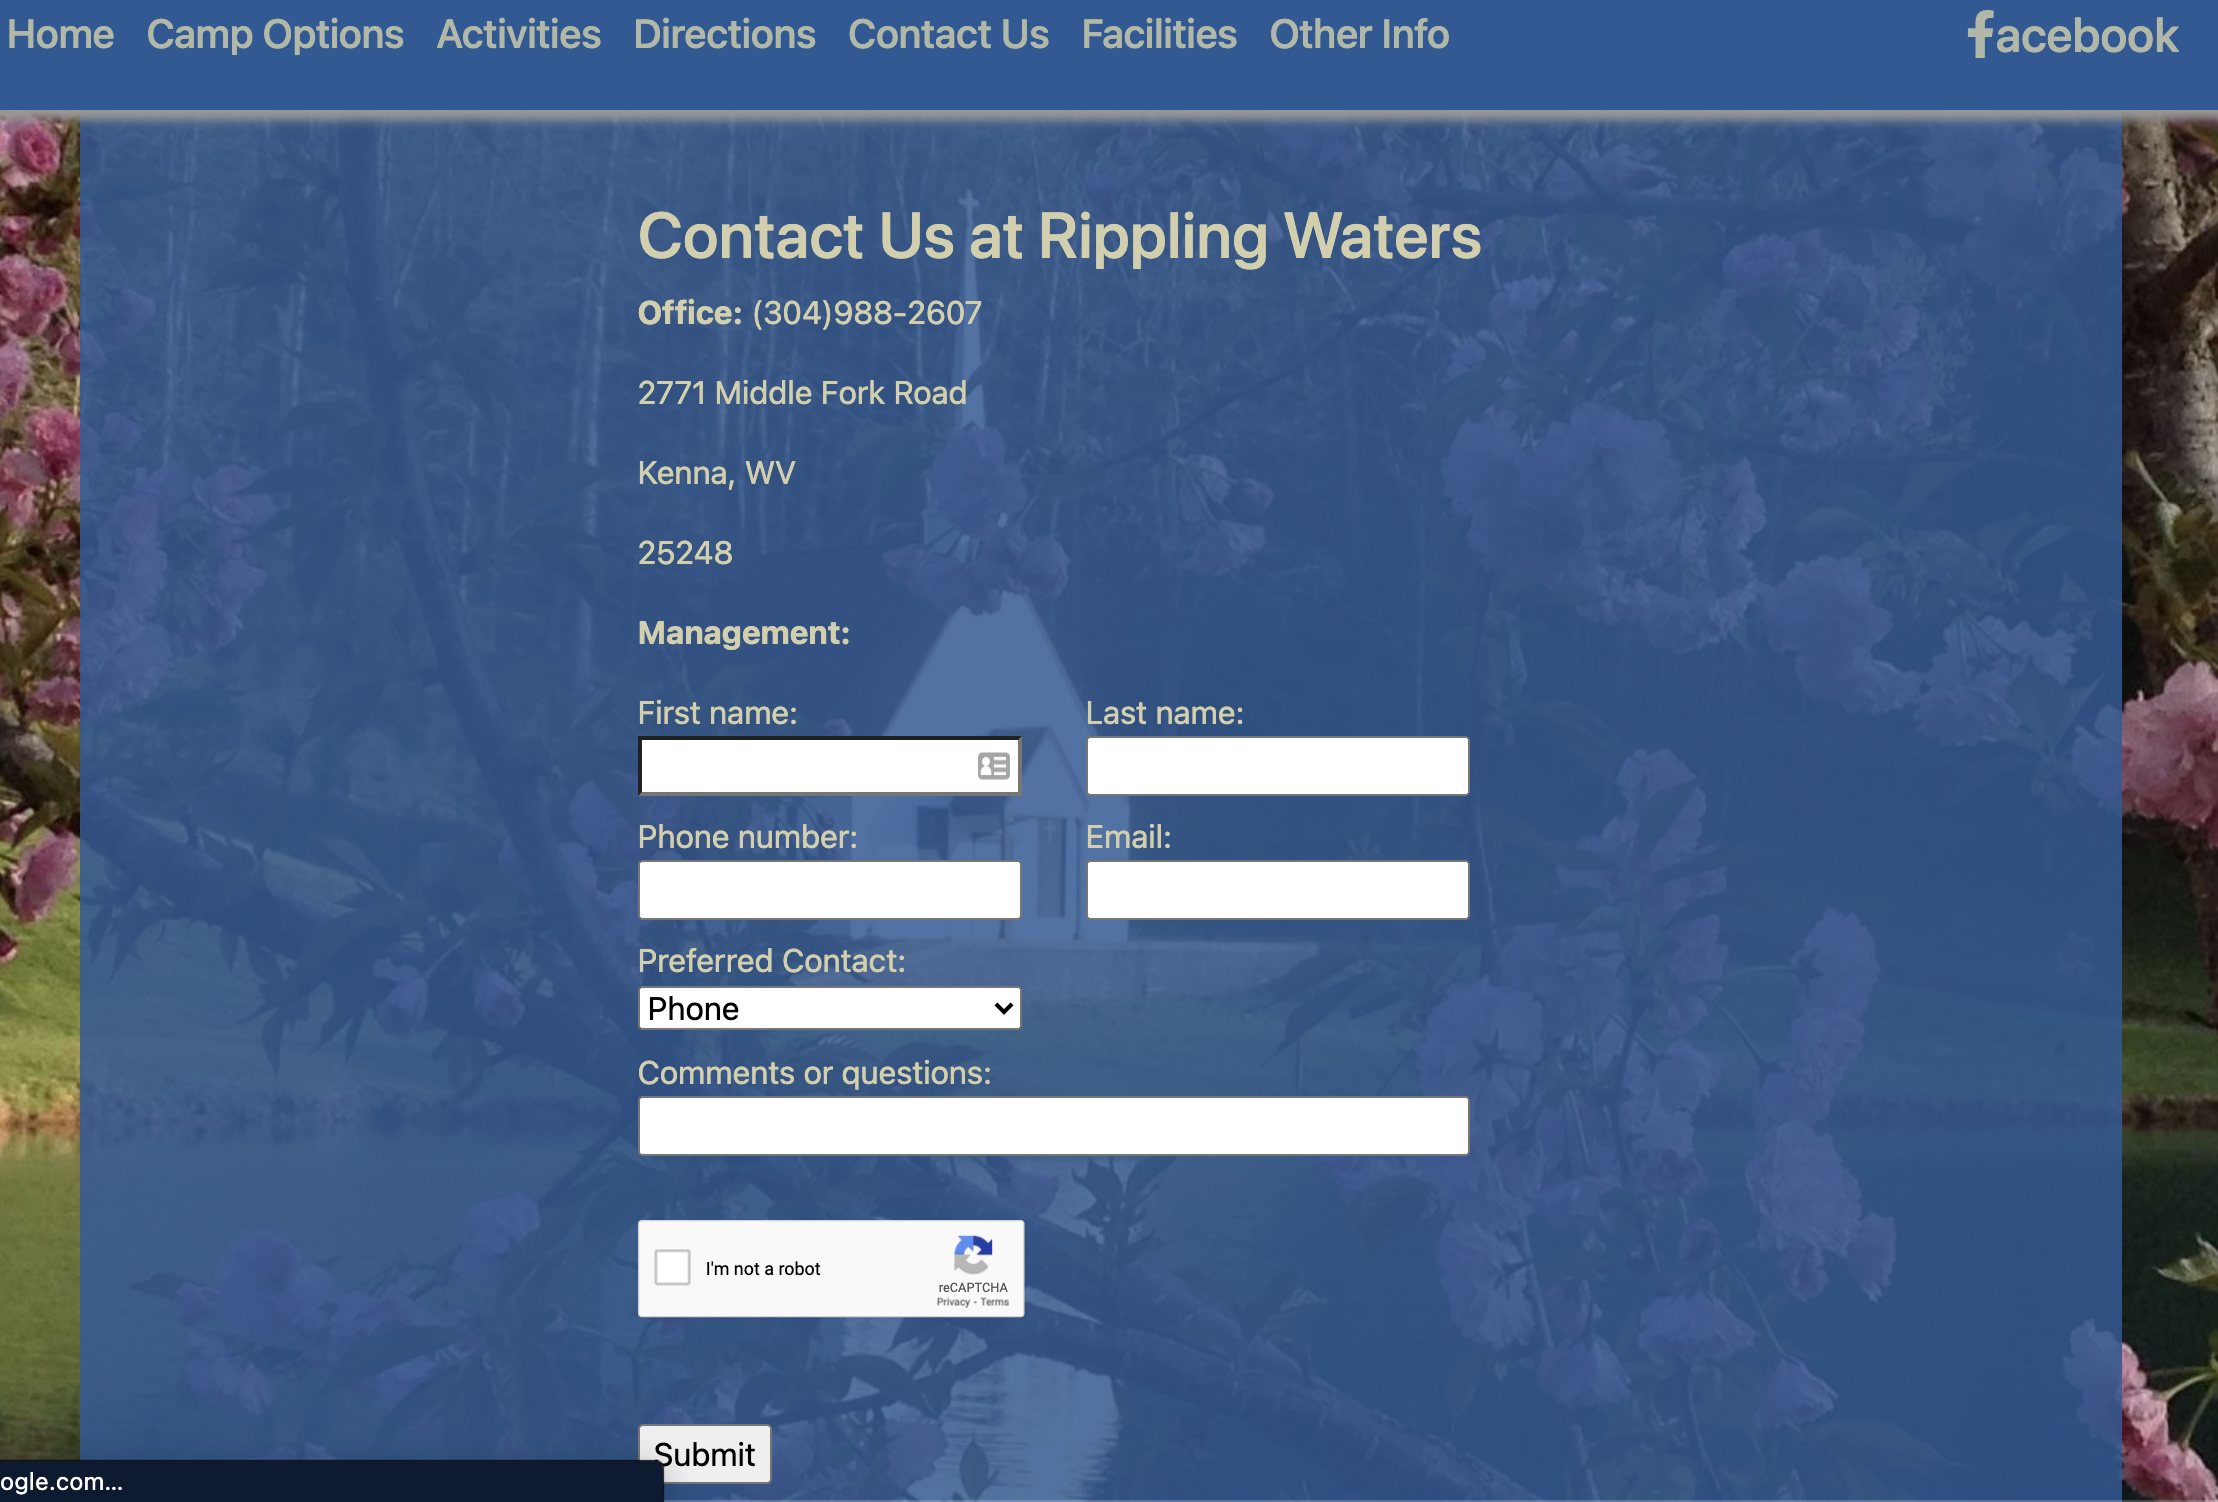 Home Camp Options Activities Directions Contact Us Facilities Other Info facebook
Contact Us at Rippling Waters
Office: (304)988-2607
2771 Middle Fork Road
Kenna, WV
25248
Management:
First name: Last name:
Phone number: Email:
Preferred Contact:
Phone
Comments or questions:
I'm not a robot
reCAPTCHA
Privacy - Terms
Submit
ogle.com...